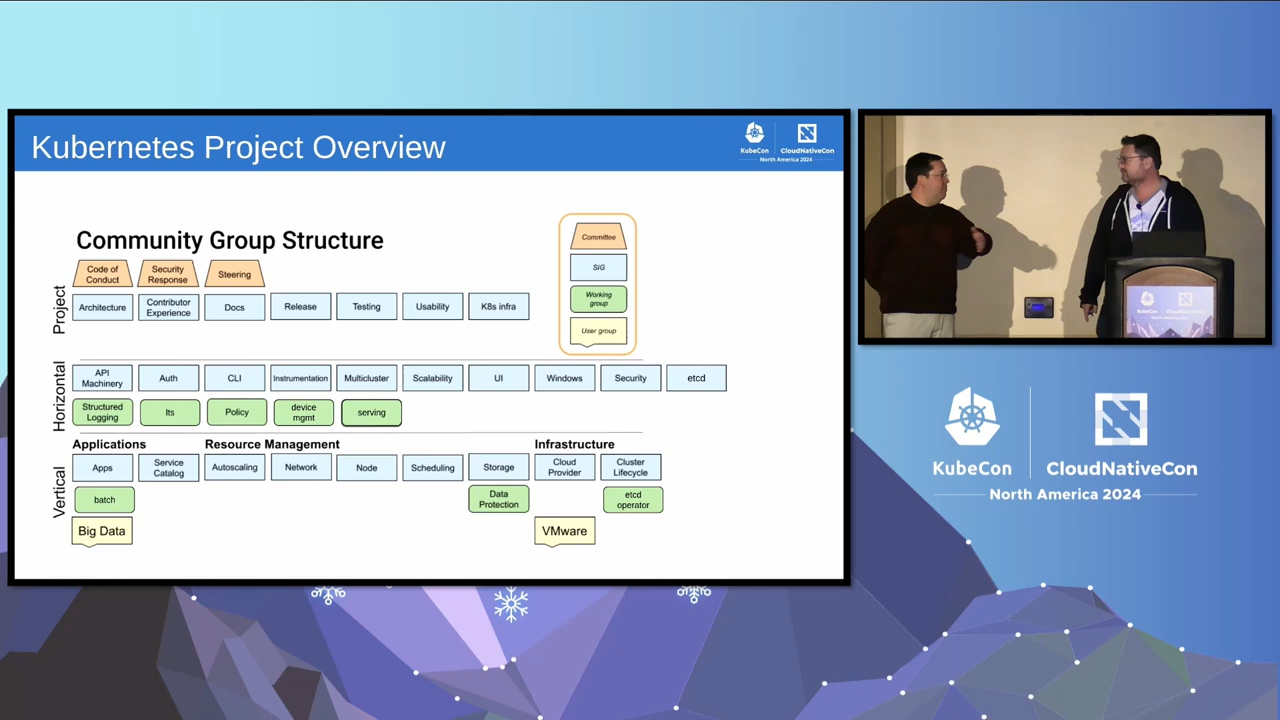 Kubernetes Project Overview
KubeCon
CloudNativeCon
North America 2024
Community Group Structure
Project
Code of
Conduct
Security
Response
Steering
Architecture
Contributor
Experience
Docs
Release
Testing
Usability
K8s infra
Committee
SIG
Working
group
User group
Horizontal
API
Machinery
Auth
CLI
Instrumentation
Multicluster
Scalability
UI
Windows
Security
etcd
Structured
Logging
lts
Policy
device
mgmt
serving
Vertical
Applications
Resource Management
Infrastructure
Apps
Service
Catalog
Autoscaling
Network
Node
Scheduling
Storage
Cloud
Provider
Cluster
Lifecycle
batch
Data
Protection
etcd
operator
Big Data
VMware
KubeCon
CloudNativeCon
North America 2024